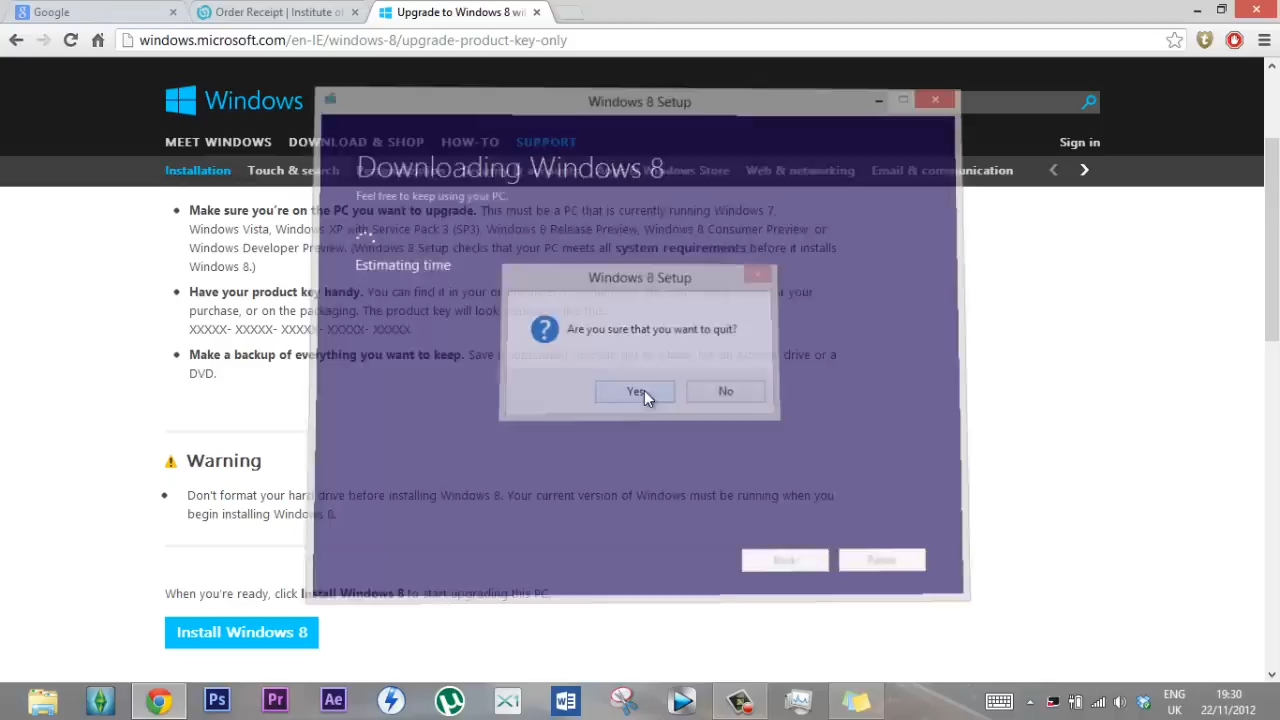 Google
Order Receipt | Institute o
Upgrade to Windows 8 wi
windows.microsoft.com/en-IE/windows-8/upgrade-product-key-only
Windows
Windows 8 Setup
MEET WINDOWS DOWNLOAD & SHOP HOW-TO SUPPORT
Sign in
Installation Touch & search Windows Store Web & networking Email & communication
Downloading Windows 8
Feel free to keep using your PC.
Make sure you're on the PC you want to upgrade. This must be a PC that is currently running Windows 7,
Windows Vista, Windows XP with Service Pack 3 (SP3), Windows 8 Release Preview, Windows 8 Consumer Preview or
Windows Developer Preview. (Windows 8 Setup checks that your PC meets all system requirements before it installs
Windows 8.)
Estimating time
Windows 8 Setup
Are you sure that you want to quit?
Yes
No
Have your product key handy. You can find it in your or your
purchase, or on the packaging. The product key will look
XXXXX- XXXXX- XXXXX- XXXXX- XXXXX
Make a backup of everything you want to keep. drive or a
DVD.
Warning
Don't format your hard drive before installing Windows 8. Your current version of Windows must be running when you
begin installing Windows 8.
When you're ready, click Install Windows 8 to start upgrading this PC.
Install Windows 8
Ps
Pr
Ae
ENG
UK
19:30
22/11/2012